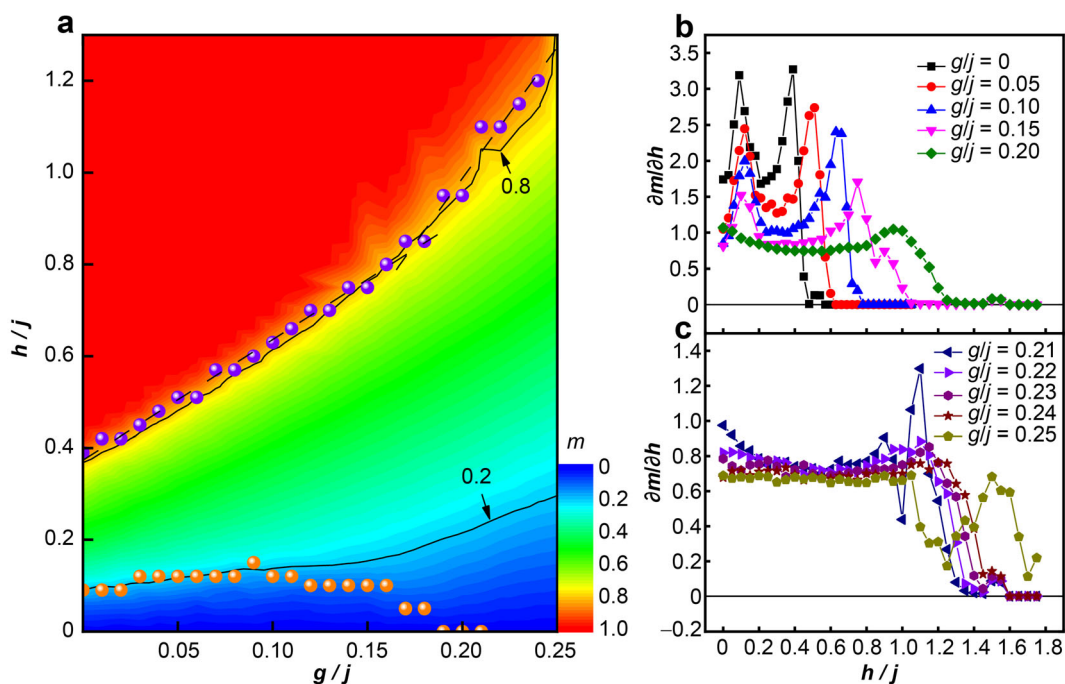 a
1.2
1.0
0.8
0.6
0.4
0.2
0
h / j
0.05
0.10
0.15
0.20
0.25
g / j
0.8
0.2
m
0
0.2
0.4
0.6
0.8
1.0
b
3.5
3.0
2.5
2.0
1.5
1.0
0.5
0
∂m/∂h
g/j = 0
g/j = 0.05
g/j = 0.10
g/j = 0.15
g/j = 0.20
c
1.4
1.2
1.0
0.8
0.6
0.4
0.2
0
−0.2
∂m/∂h
g/j = 0.21
g/j = 0.22
g/j = 0.23
g/j = 0.24
g/j = 0.25
0 0.2 0.4 0.6 0.8 1.0 1.2 1.4 1.6 1.8
h / j